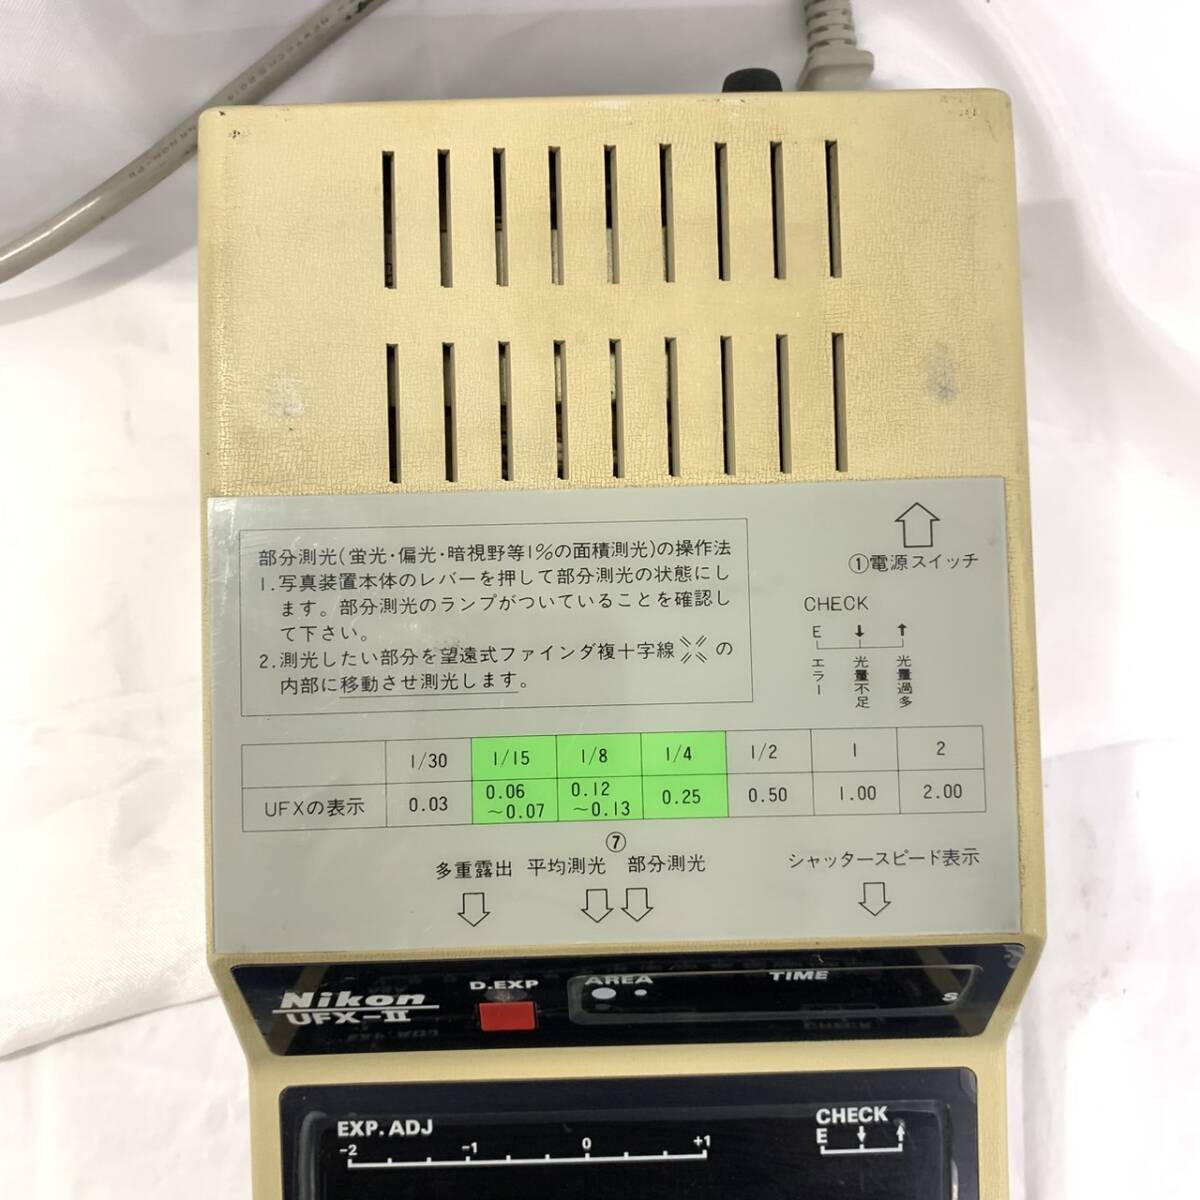 部分測光(蛍光・偏光・暗視野等1%の面積測光)の操作法
1.写真装置本体のレバーを押して部分測光の状態にし
ます。部分測光のランプがついていることを確認し
て下さい。
2.測光したい部分を望遠式ファインダ複十字線 の
内部に移動させ測光します。
①電源スイッチ
CHECK
E ↓ ↑
エラー
光量不足
光量過多
1/30 1/15 1/8 1/4 1/2 1 2
UFXの表示 0.03 0.06~0.07 0.12~0.13 0.25 0.50 1.00 2.00
⑦
多重露出 平均測光 部分測光 シャッタースピード表示
Nikon
UFX-II
D.EXP
AREA
TIME
S
EXP. ADJ
-2 -1 0 +1
CHECK
E ↓ ↑